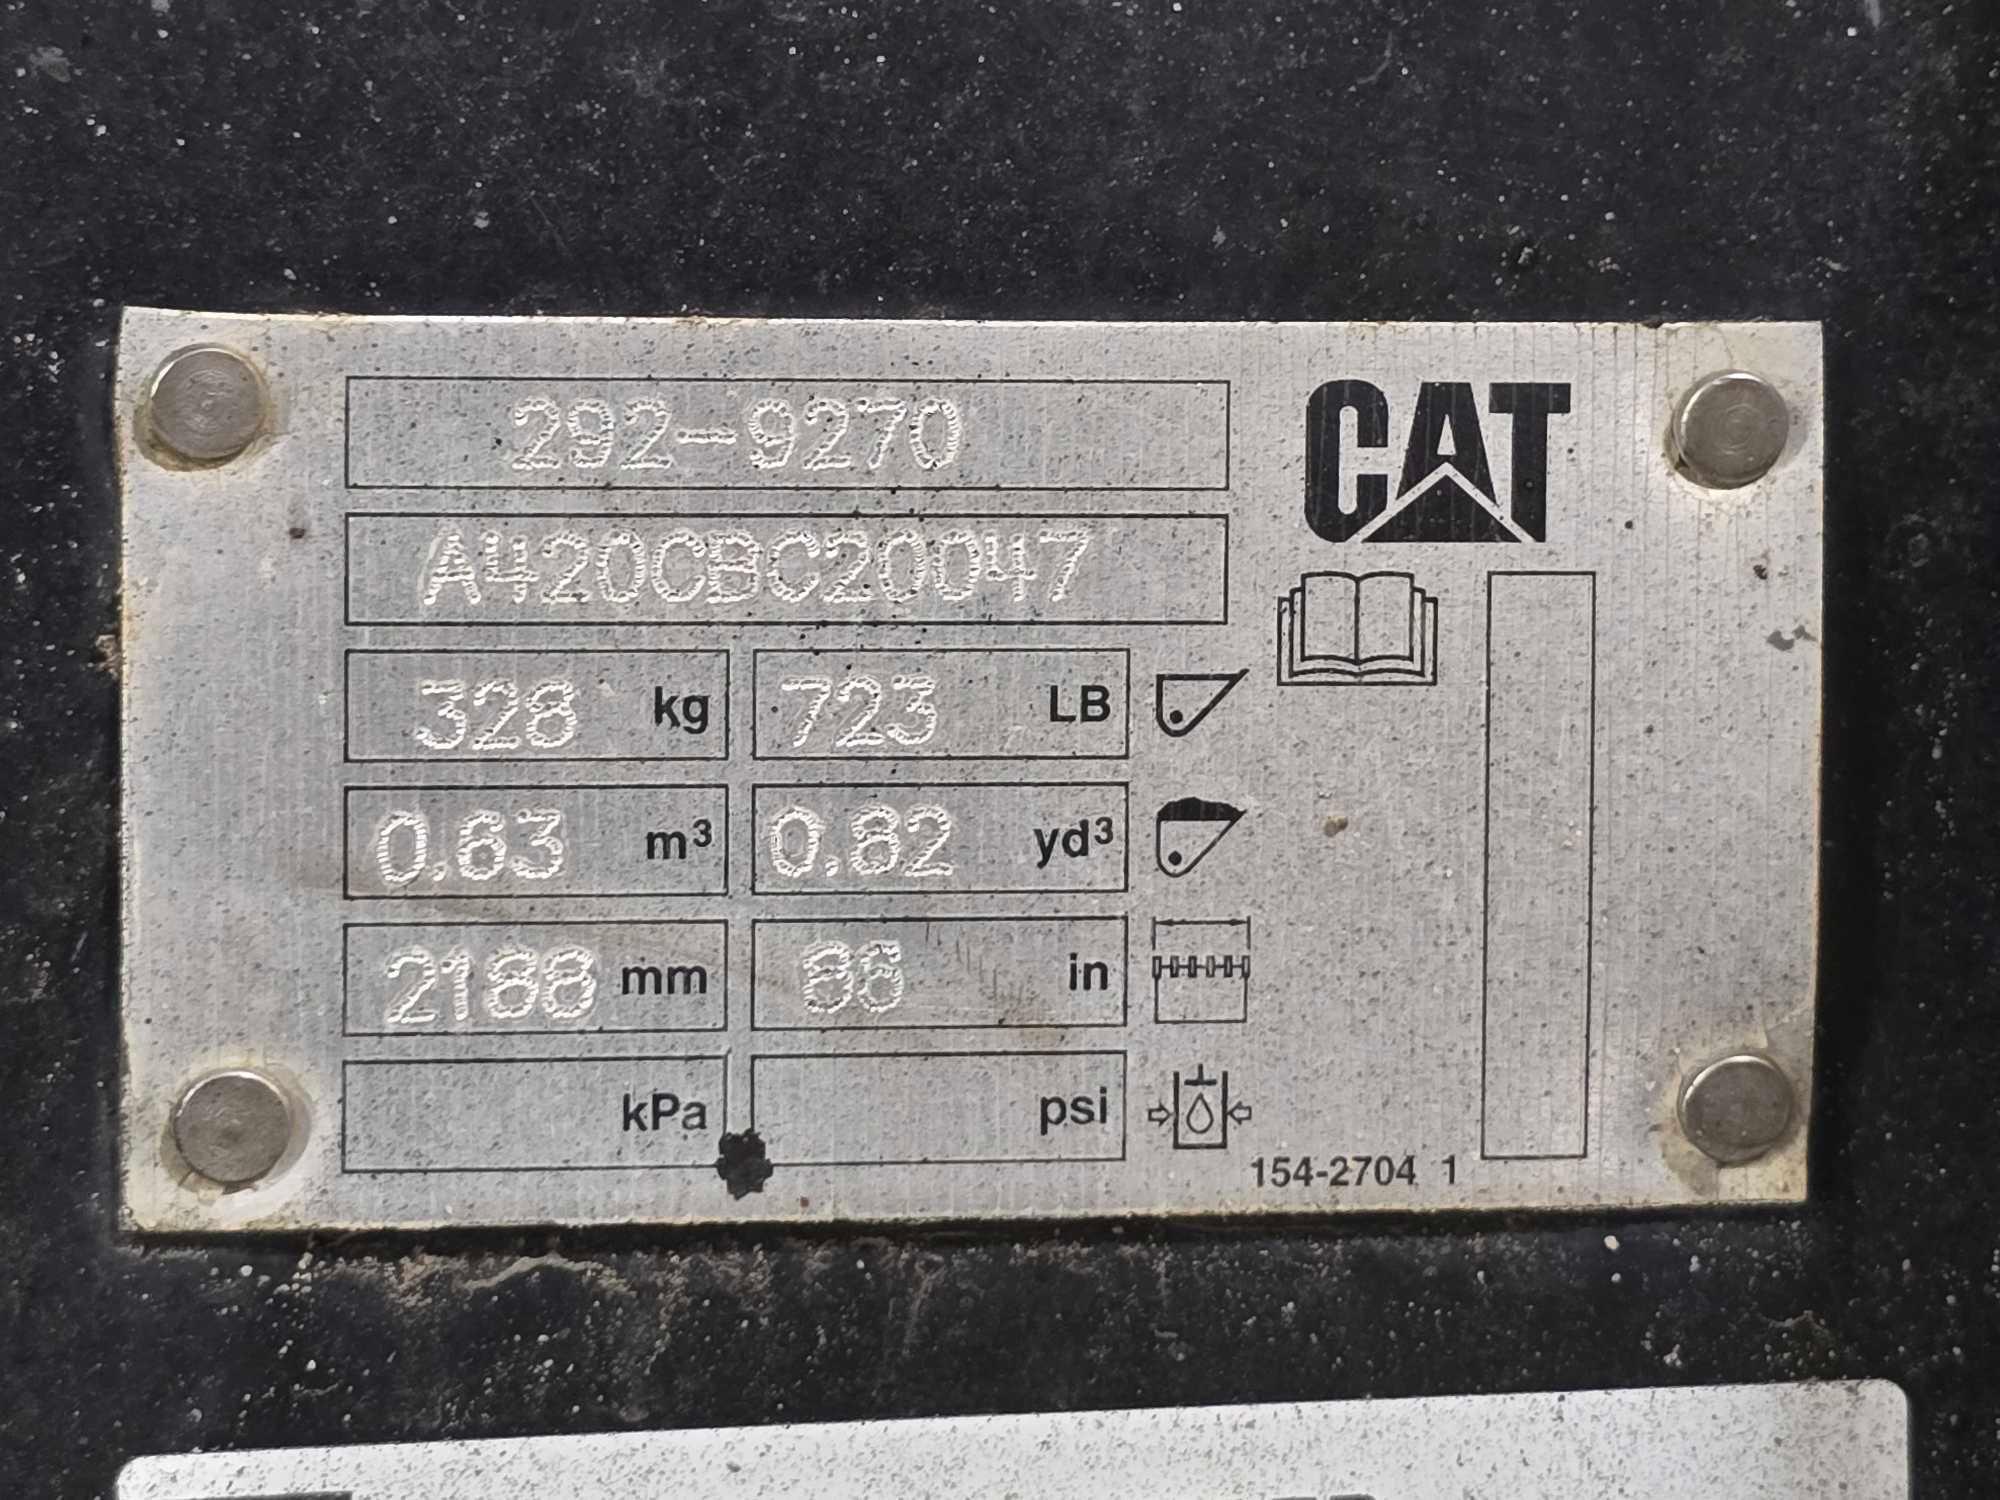 292-9270
CAT
A420CBC20047
328 kg 723 LB
0.63 m³ 0.82 yd³
2188 mm 86 in
kPa psi
154-2704 1